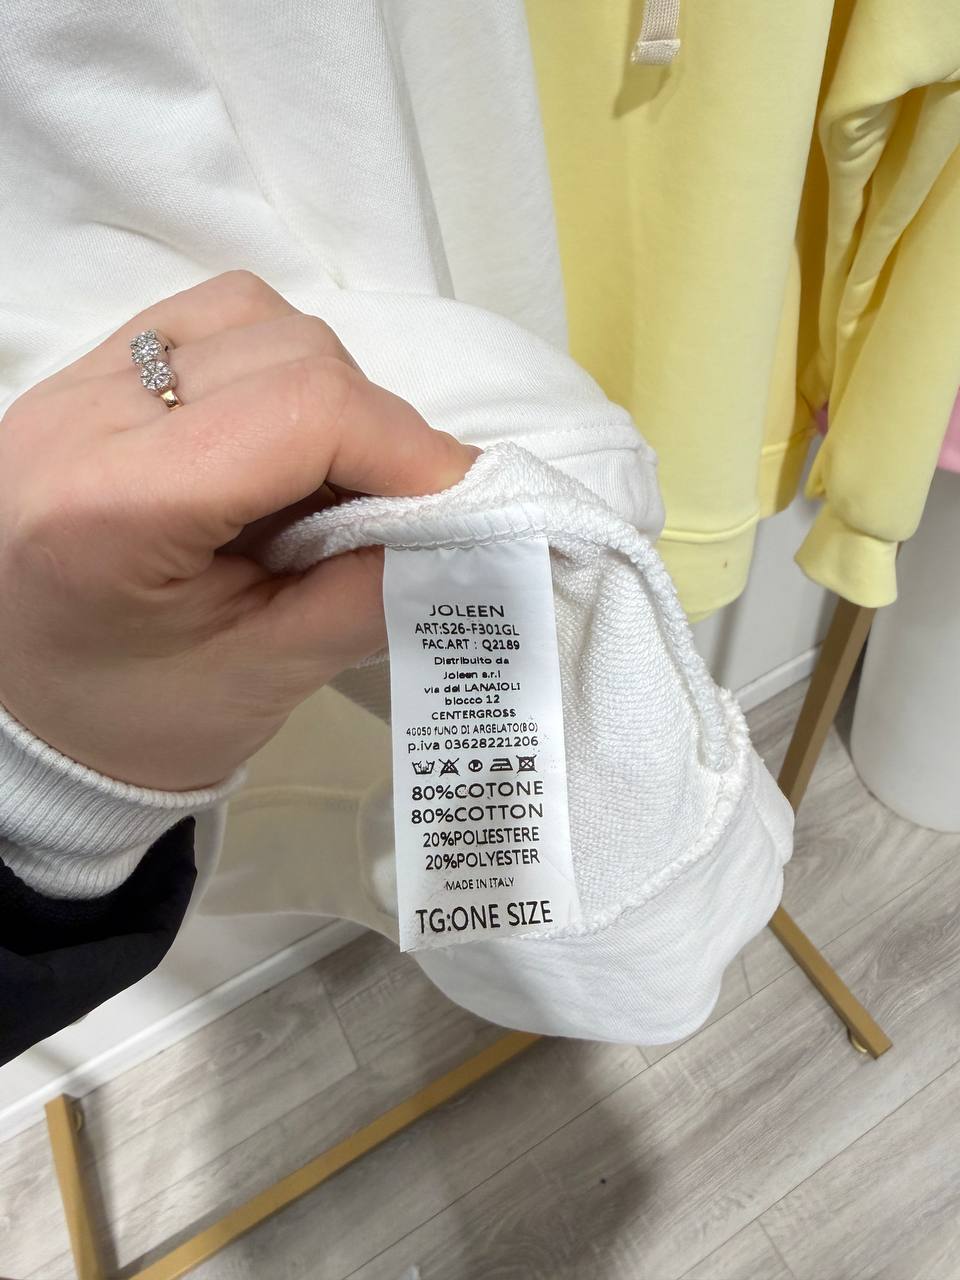 JOLEEN
ART:S26-F301GL
FAC.ART : Q2189
Distribuito da
Joleen s.r.l
via dei LANAIOLI
blocco 12
CENTERGROSS
40050 fUNO DI ARGELATO(BO)
p.iva 03628221206
80%COTONE
80%COTTON
20%POLIESTERE
20%POLYESTER
MADE IN ITALY
TG:ONE SIZE